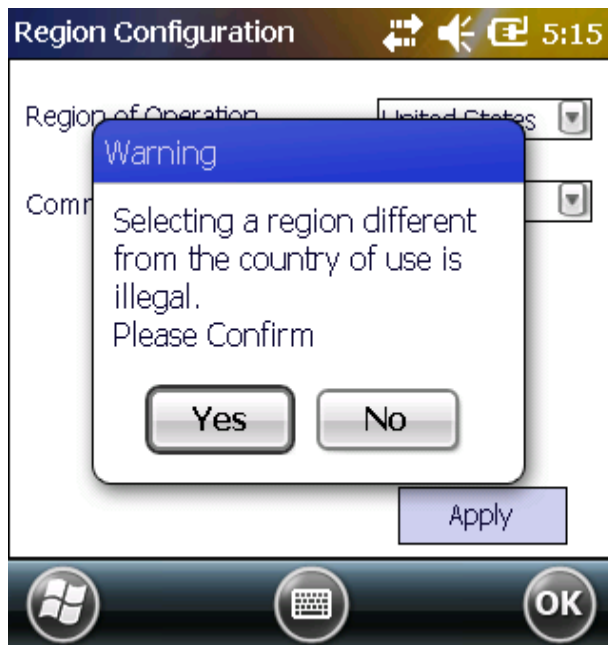 Region Configuration 5:15
Region of Operation United States
Warning
Selecting a region different
from the country of use is
illegal.
Please Confirm
Yes No
Apply
OK